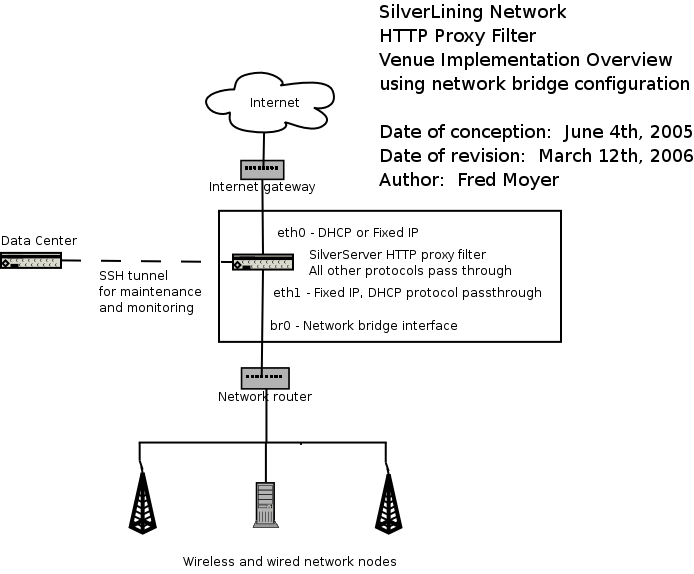 SilverLining Network
HTTP Proxy Filter
Venue Implementation Overview
using network bridge configuration
Date of conception:  June 4th, 2005
Date of revision:  March 12th, 2006
Author:  Fred Moyer
Internet
Internet gateway
eth0 - DHCP or Fixed IP
Data Center
SilverServer HTTP proxy filter
All other protocols pass through
SSH tunnel
for maintenance
and monitoring
eth1 - Fixed IP, DHCP protocol passthrough
br0 - Network bridge interface
Network router
Wireless and wired network nodes